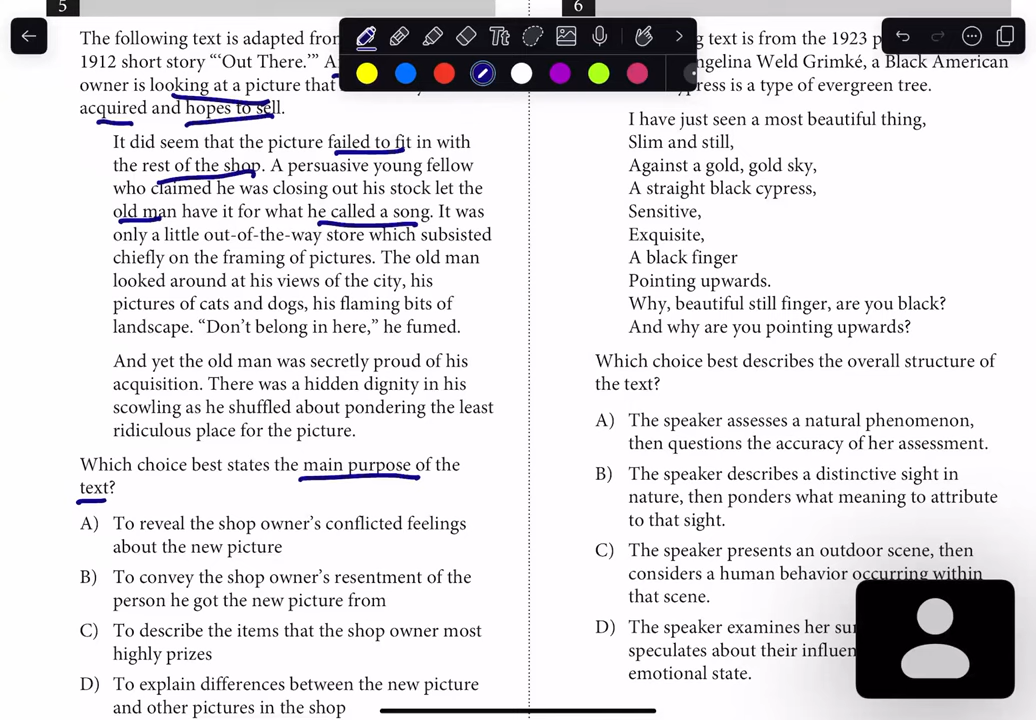 5
The following text is adapted from
1912 short story “‘Out There.’”
owner is looking at a picture that
acquired and hopes to sell.
It did seem that the picture failed to fit in with
the rest of the shop. A persuasive young fellow
who claimed he was closing out his stock let the
old man have it for what he called a song. It was
only a little out-of-the-way store which subsisted
chiefly on the framing of pictures. The old man
looked around at his views of the city, his
pictures of cats and dogs, his flaming bits of
landscape. “Don’t belong in here,” he fumed.
And yet the old man was secretly proud of his
acquisition. There was a hidden dignity in his
scowling as he shuffled about pondering the least
ridiculous place for the picture.
Which choice best states the main purpose of the
text?
A) To reveal the shop owner’s conflicted feelings
about the new picture
B) To convey the shop owner’s resentment of the
person he got the new picture from
C) To describe the items that the shop owner most
highly prizes
D) To explain differences between the new picture
and other pictures in the shop
6
text is from the 1923 p
ngelina Weld Grimké, a Black American
press is a type of evergreen tree.
I have just seen a most beautiful thing,
Slim and still,
Against a gold, gold sky,
A straight black cypress,
Sensitive,
Exquisite,
A black finger
Pointing upwards.
Why, beautiful still finger, are you black?
And why are you pointing upwards?
Which choice best describes the overall structure of
the text?
A) The speaker assesses a natural phenomenon,
then questions the accuracy of her assessment.
B) The speaker describes a distinctive sight in
nature, then ponders what meaning to attribute
to that sight.
C) The speaker presents an outdoor scene, then
considers a human behavior occurring within
that scene.
D) The speaker examines her sur
speculates about their influen
emotional state.
Tt